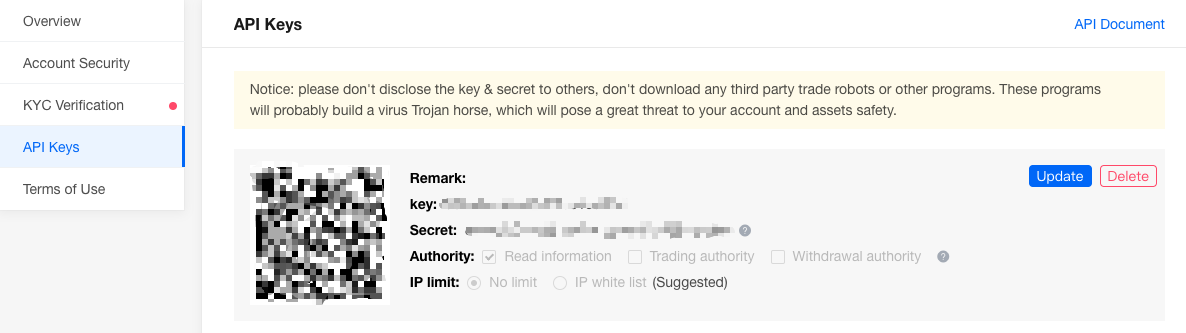 Overview
Account Security
KYC Verification
API Keys
Terms of Use
API Keys
API Document
Notice: please don't disclose the key & secret to others, don't download any third party trade robots or other programs. These programs
will probably build a virus Trojan horse, which will pose a great threat to your account and assets safety.
Update Delete
Remark:
key:
Secret: ?
Authority: Read information Trading authority Withdrawal authority ?
IP limit: No limit IP white list (Suggested)